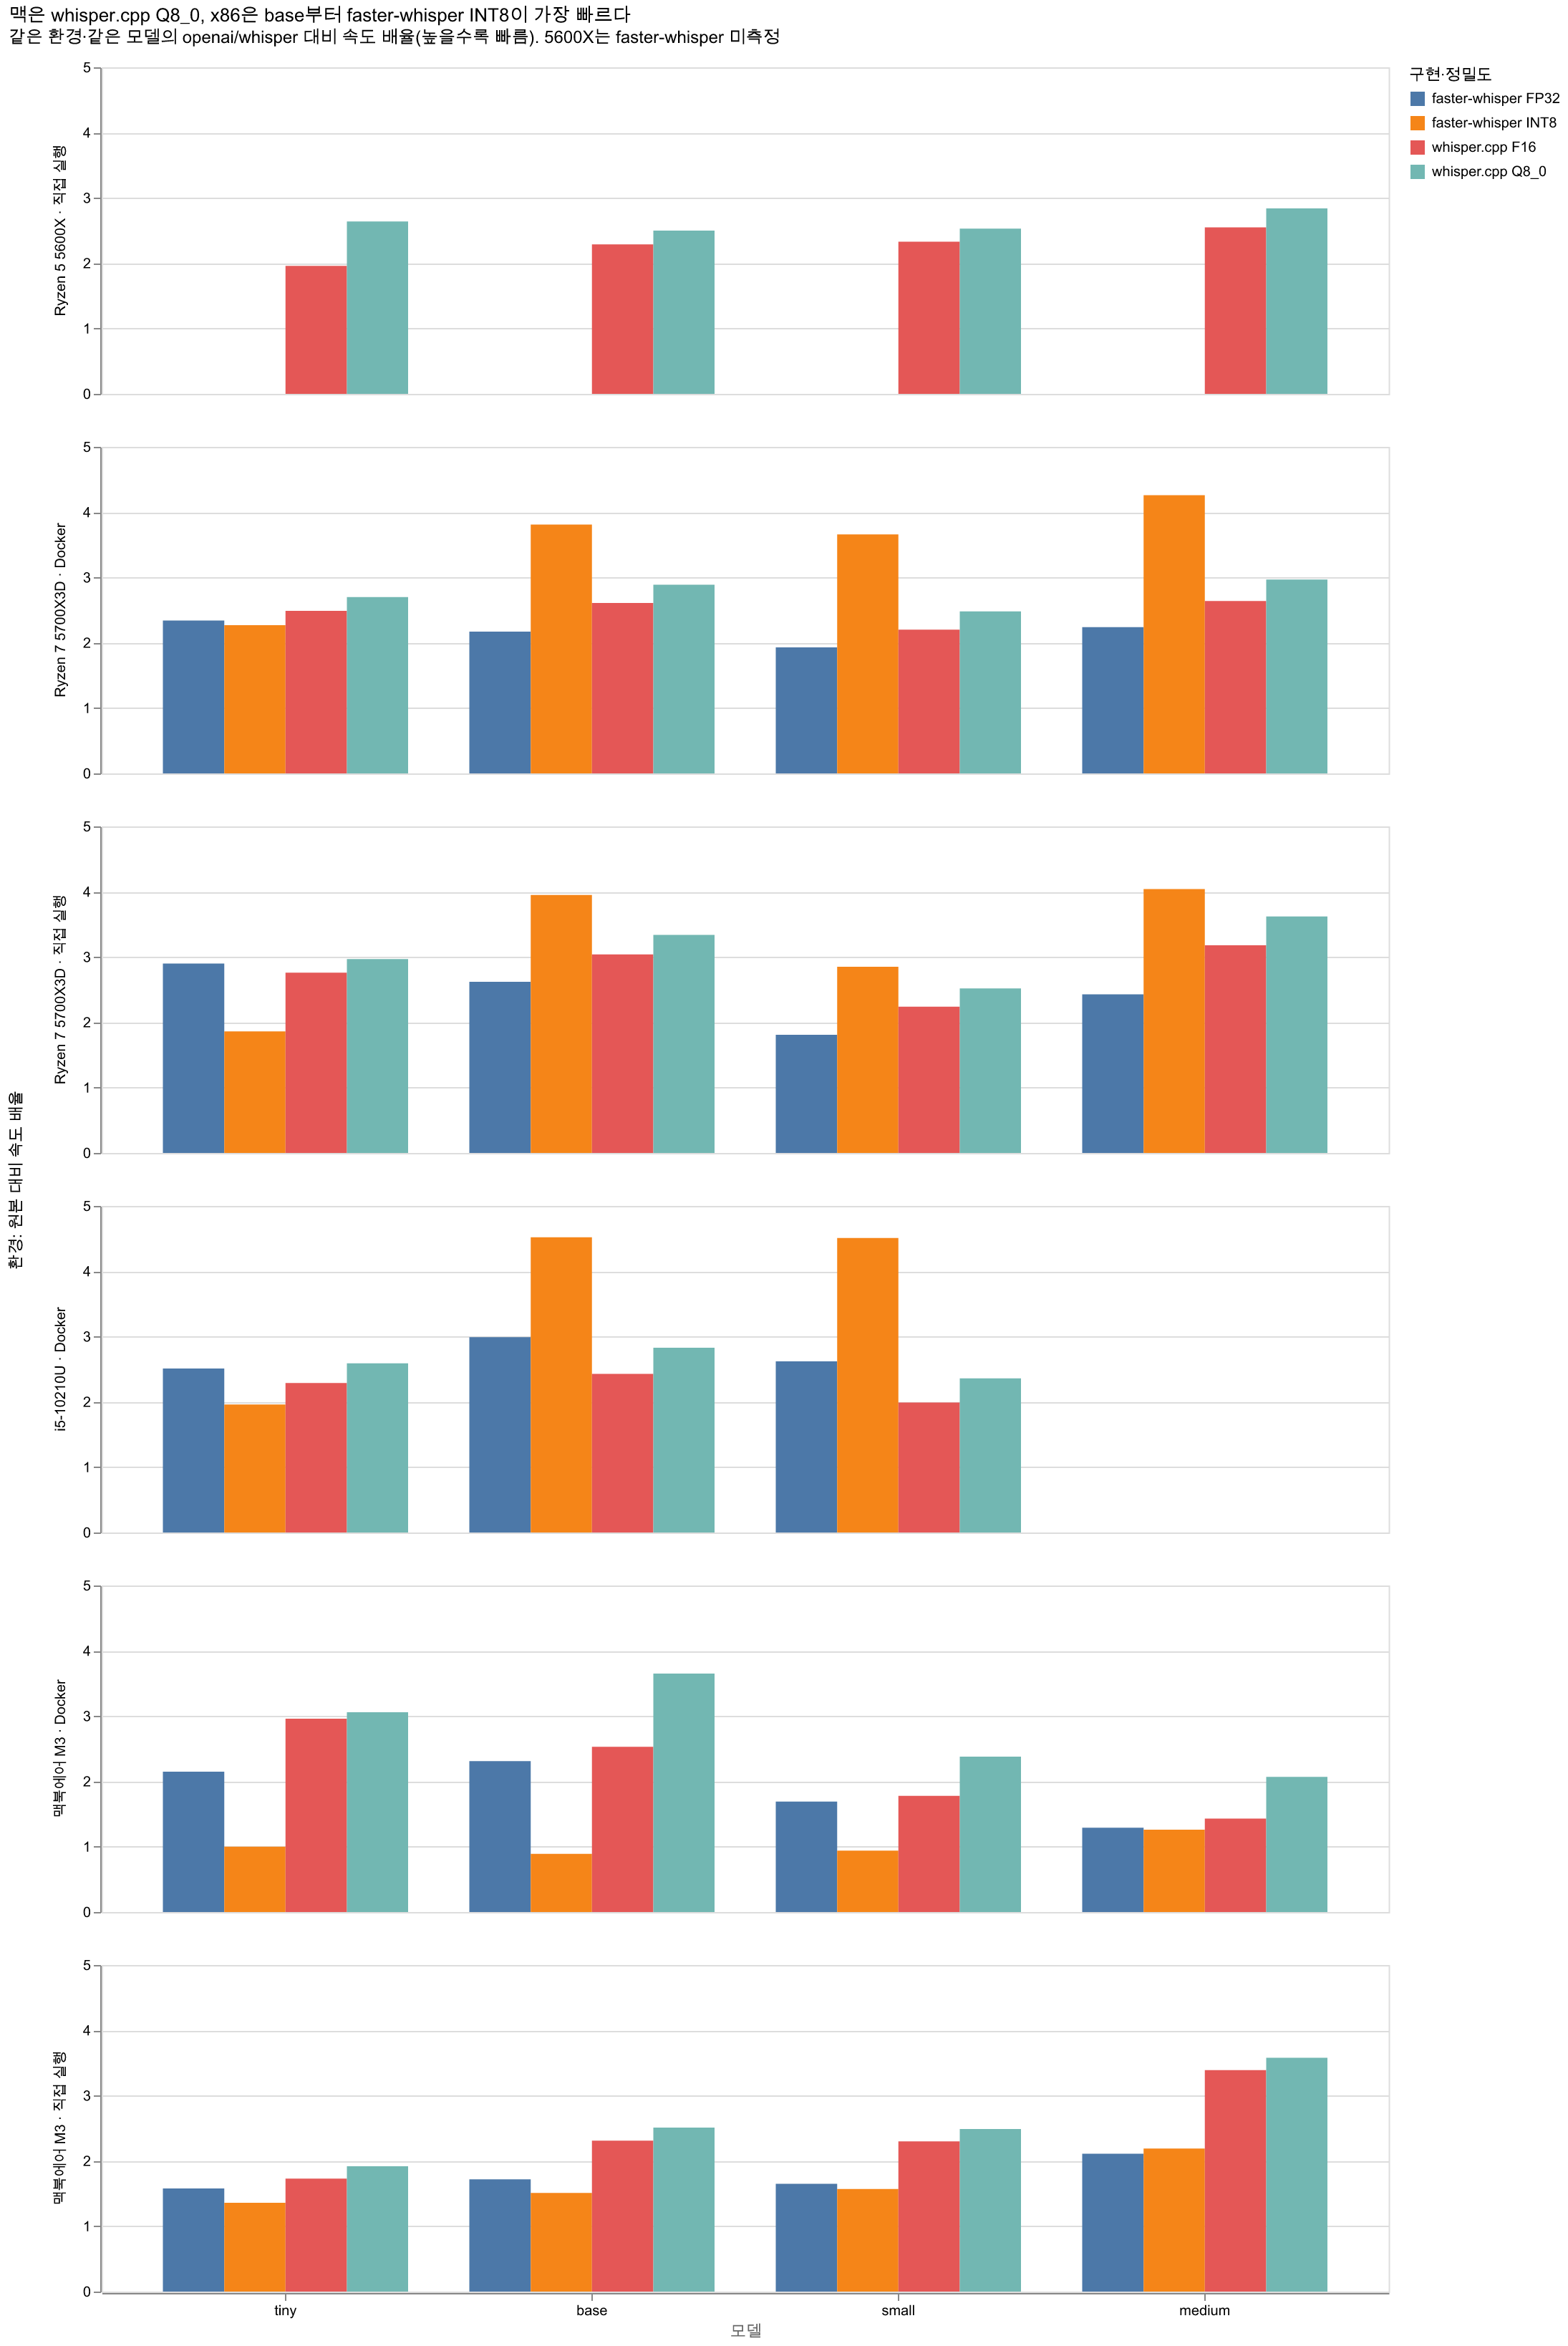 맥은 whisper.cpp Q8_0, x86은 base부터 faster-whisper INT8이 가장 빠르다
같은 환경·같은 모델의 openai/whisper 대비 속도 배율(높을수록 빠름). 5600X는 faster-whisper 미측정
구현·정밀도
faster-whisper FP32
faster-whisper INT8
whisper.cpp F16
whisper.cpp Q8_0
환경: 원본 대비 속도 배율
Ryzen 5 5600X · 직접 실행
5
4
3
2
1
0
Ryzen 7 5700X3D · Docker
5
4
3
2
1
0
Ryzen 7 5700X3D · 직접 실행
5
4
3
2
1
0
i5-10210U · Docker
5
4
3
2
1
0
맥북에어 M3 · Docker
5
4
3
2
1
0
맥북에어 M3 · 직접 실행
5
4
3
2
1
0
tiny base small medium
모델